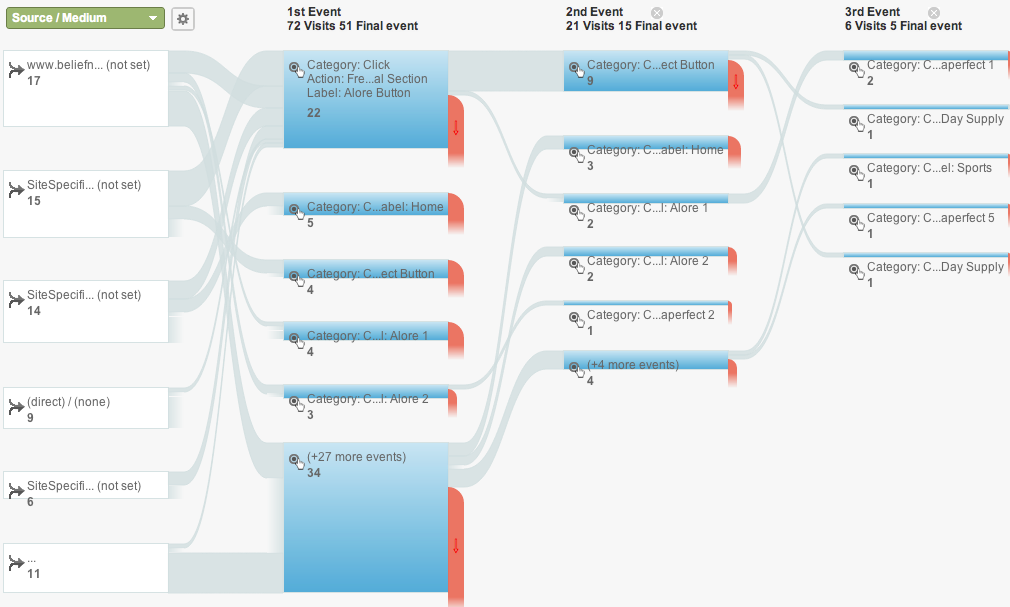 Source / Medium
1st Event
72 Visits 51 Final event
2nd Event
21 Visits 15 Final event
3rd Event
6 Visits 5 Final event
www.beliefn... (not set)
17
SiteSpecifi... (not set)
15
SiteSpecifi... (not set)
14
(direct) / (none)
9
SiteSpecifi... (not set)
6
...
11
Category: Click
Action: Fre...al Section
Label: Alore Button
22
Category: C...abel: Home
5
Category: C...ect Button
4
Category: C...l: Alore 1
4
Category: C...l: Alore 2
3
(+27 more events)
34
Category: C...ect Button
9
Category: C...abel: Home
3
Category: C...l: Alore 1
2
Category: C...l: Alore 2
2
Category: C...aperfect 2
1
(+4 more events)
4
Category: C...aperfect 1
2
Category: C...Day Supply
1
Category: C...el: Sports
1
Category: C...aperfect 5
1
Category: C...Day Supply
1